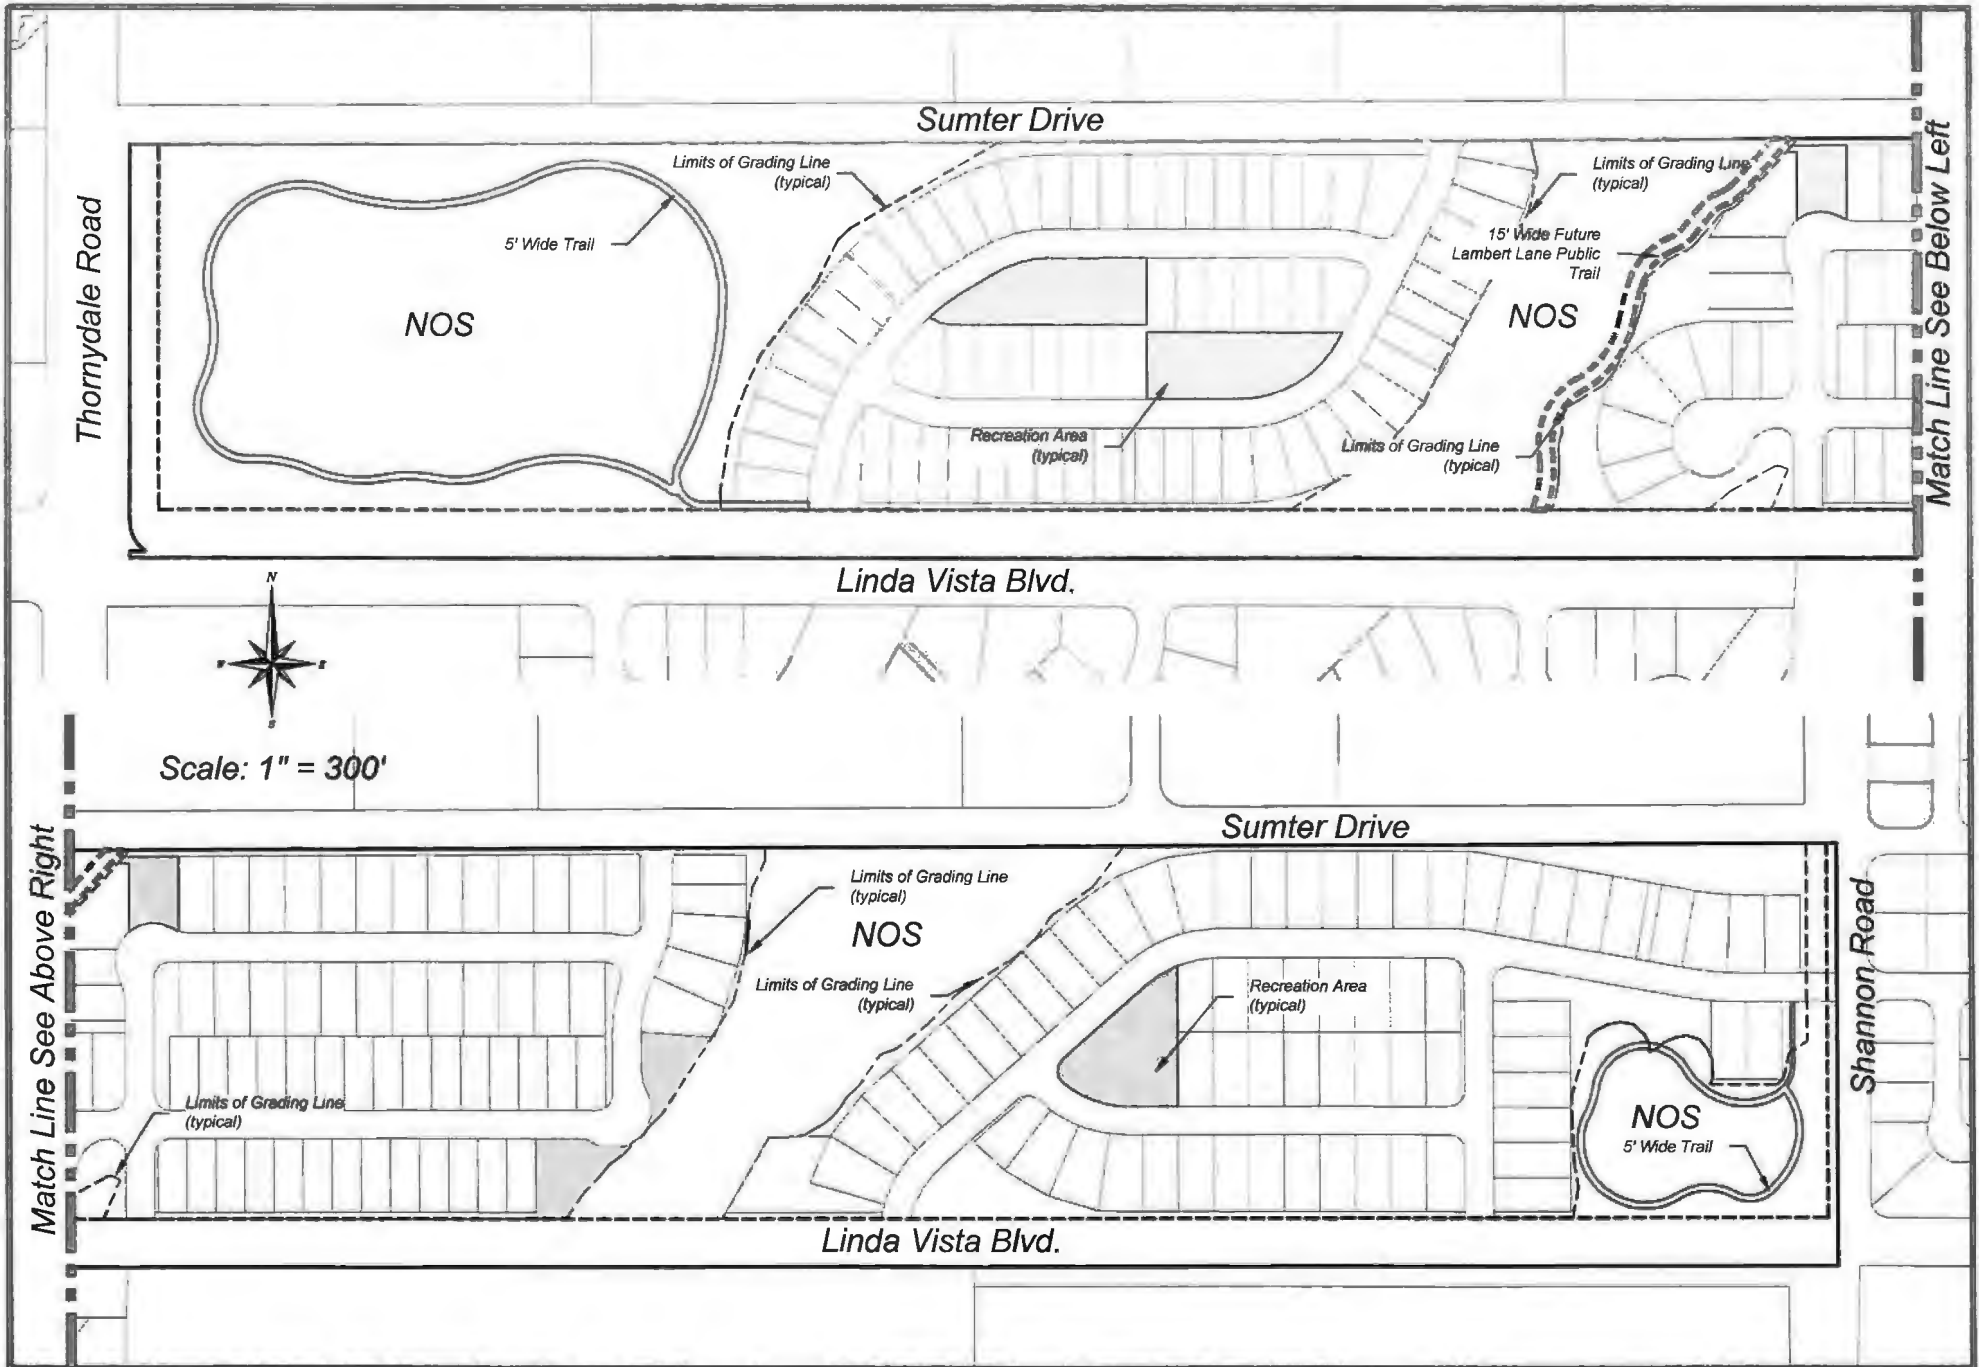 Sumter Drive
Limits of Grading Line
(typical)
5' Wide Trail
Thornydale Road
NOS
Recreation Area
(typical)
Limits of Grading Line
(typical)
15' Wide Future
Lambert Lane Public
Trail
NOS
Limits of Grading Line
(typical)
Match Line See Below Left
Linda Vista Blvd.
N
E
S
Scale: 1" = 300'
Match Line See Above Right
Sumter Drive
Limits of Grading Line
(typical)
NOS
Limits of Grading Line
(typical)
Recreation Area
(typical)
Limits of Grading Line
(typical)
NOS
5' Wide Trail
Shannon Road
Linda Vista Blvd.